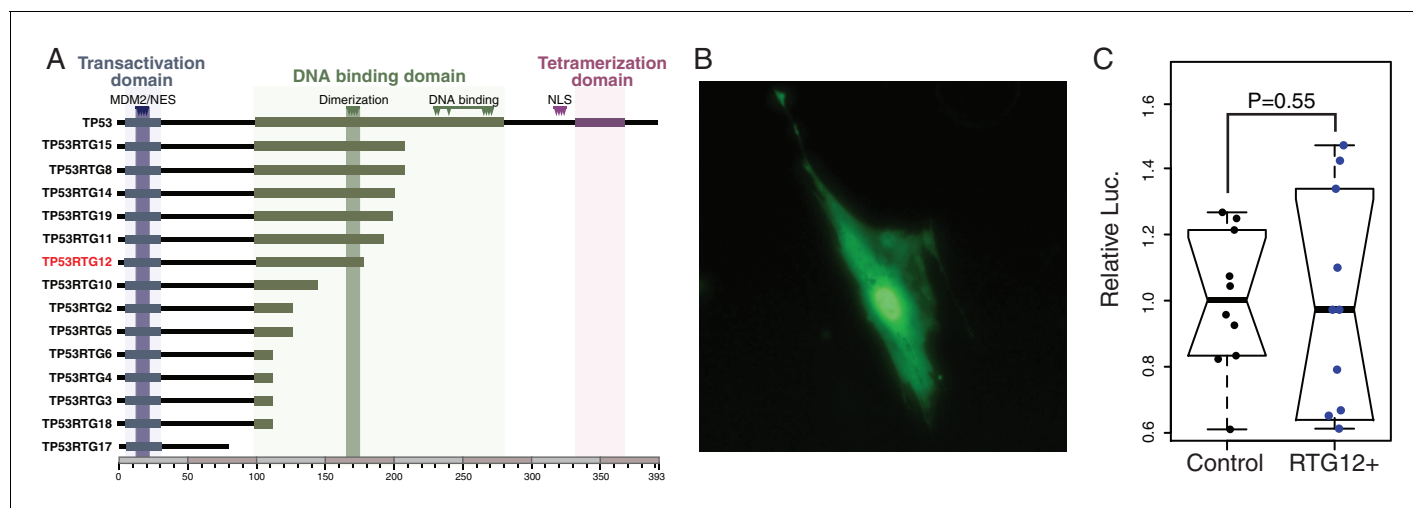 A
Transactivation
domain
DNA binding domain
Tetramerization
domain
MDM2/NES
Dimerization
DNA binding
NLS
TP53
TP53RTG15
TP53RTG8
TP53RTG14
TP53RTG19
TP53RTG11
TP53RTG12
TP53RTG10
TP53RTG2
TP53RTG5
TP53RTG6
TP53RTG4
TP53RTG3
TP53RTG18
TP53RTG17
0 50 100 150 200 250 300 350 393
B
C
P=0.55
Relative Luc.
1.6
1.4
1.2
1.0
0.8
0.6
Control RTG12+